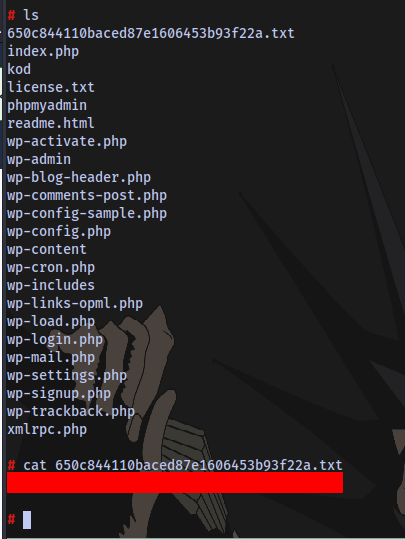 # ls
650c844110baced87e1606453b93f22a.txt
index.php
kod
license.txt
phpmyadmin
readme.html
wp-activate.php
wp-admin
wp-blog-header.php
wp-comments-post.php
wp-config-sample.php
wp-config.php
wp-content
wp-cron.php
wp-includes
wp-links-opml.php
wp-load.php
wp-login.php
wp-mail.php
wp-settings.php
wp-signup.php
wp-trackback.php
xmlrpc.php
# cat 650c844110baced87e1606453b93f22a.txt
#